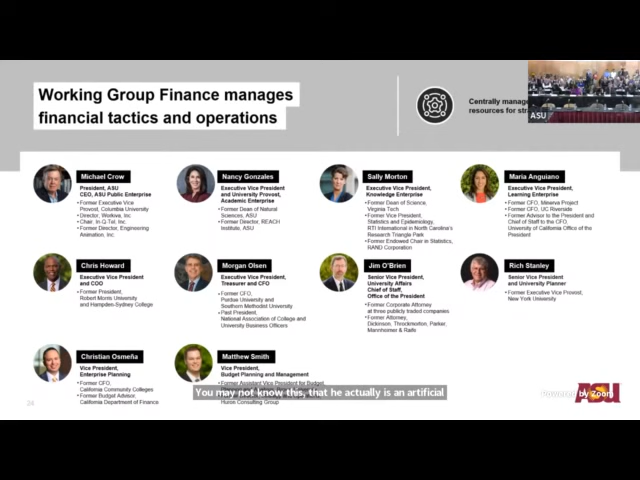 Working Group Finance manages
financial tactics and operations
Centrally manage
resources for stra
ASU
Michael Crow
President, ASU
CEO, ASU Public Enterprise
- Former Executive Vice
Provost, Columbia University
- Director, Workiva, Inc
- Chair, In-Q-Tel, Inc.
- Former Director, Engineering
Animation, Inc
Nancy Gonzales
Executive Vice President
and University Provost,
Academic Enterprise
- Former Dean of Natural
Sciences, ASU
- Former Director, REACH
Institute, ASU
Sally Morton
Executive Vice President,
Knowledge Enterprise
- Former Dean of Science,
Virginia Tech
- Former Vice President,
Statistics and Epidemiology,
RTI International in North Carolina's
Research Triangle Park
- Former Endowed Chair in Statistics,
RAND Corporation
Maria Anguiano
Executive Vice President,
Learning Enterprise
- Former CFO, Minerva Project
- Former CFO, UC Riverside
- Former Advisor to the President and
Chief of Staff to the CFO,
University of California Office of the
President
Chris Howard
Executive Vice President
and COO
- Former President,
Robert Morris University
and Hampden-Sydney College
Morgan Olsen
Executive Vice President,
Treasurer and CFO
- Former CFO,
Purdue University and
Southern Methodist University
- Past President,
National Association of College and
University Business Officers
Jim O'Brien
Senior Vice President,
University Affairs
Chief of Staff,
Office of the President
- Former Corporate Attorney
at three publicly traded companies
- Former Attorney,
Dickinson, Throckmorton, Parker,
Mannheimer & Raife
Rich Stanley
Senior Vice President
and University Planner
- Former Executive Vice Provost,
New York University
Christian Osmeña
Vice President,
Enterprise Planning
- Former CFO,
California Community Colleges
- Former Budget Advisor,
California Department of Finance
Matthew Smith
Vice President,
Budget Planning and Management
- Former Assistant Vice President for Budget,
You may not know this, that he actually is an artificial
Huron Consulting Group
24
ASU
Powered by Zoom